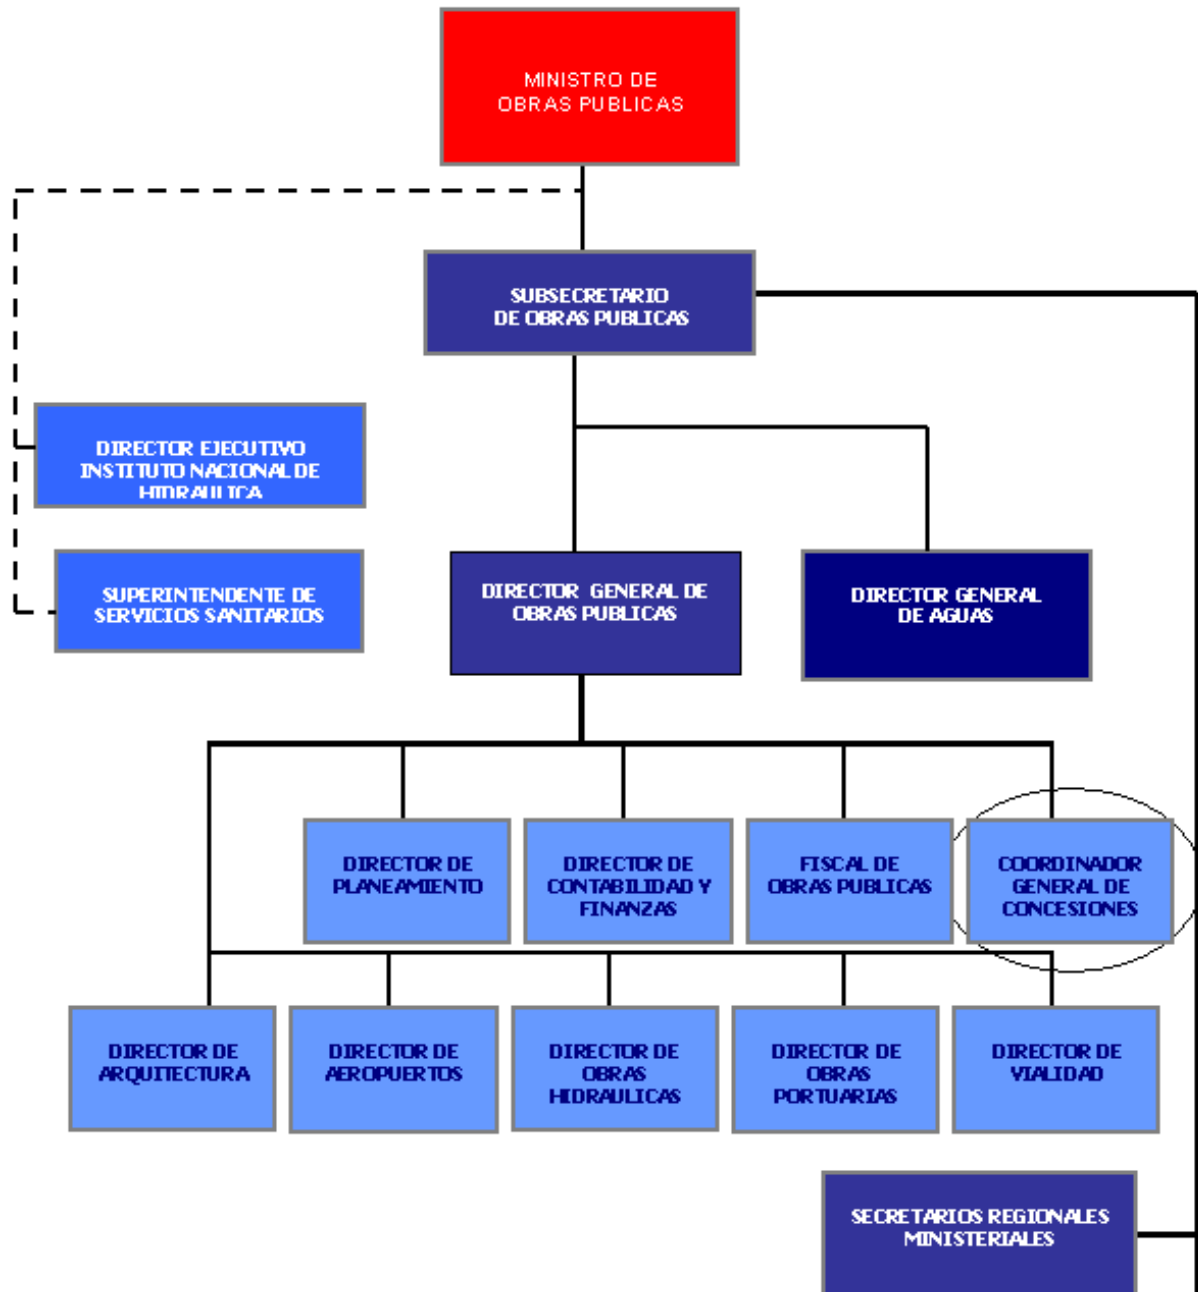 MINISTRO DE
OBRAS PUBLICAS
SUBSECRETARIO
DE OBRAS PUBLICAS
DIRECTOR EJECUTIVO
INSTITUTO NACIONAL DE
HIDRAULICA
SUPERINTENDENTE DE
SERVICIOS SANITARIOS
DIRECTOR GENERAL DE
OBRAS PUBLICAS
DIRECTOR GENERAL
DE AGUAS
DIRECTOR DE
PLANEAMIENTO
DIRECTOR DE
CONTABILIDAD Y
FINANZAS
FISCAL DE
OBRAS PUBLICAS
COORDINADOR
GENERAL DE
CONCESIONES
DIRECTOR DE
ARQUITECTURA
DIRECTOR DE
AEROPUERTOS
DIRECTOR DE
OBRAS
HIDRAULICAS
DIRECTOR DE
OBRAS
PORTUARIAS
DIRECTOR DE
VIALIDAD
SECRETARIOS REGIONALES
MINISTERIALES